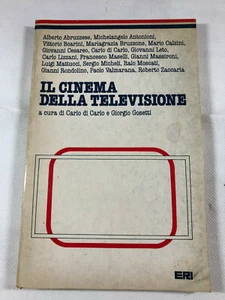 Alberto Abruzzese, Michelangelo Antonioni,
Vittorio Boarini, Mariagrazia Bruzzone, Mario Calzini,
Giovanni Cesareo, Carlo di Carlo, Giovanni Leto,
Carlo Lizzani, Francesco Maselli, Gianni Massironi,
Luigi Mattucci, Sergio Micheli, Italo Moscati,
Gianni Rondolino, Paolo Valmarana, Roberto Zaccaria
IL CINEMA
DELLA TELEVISIONE
a cura di Carlo di Carlo e Giorgio Gosetti
ERI